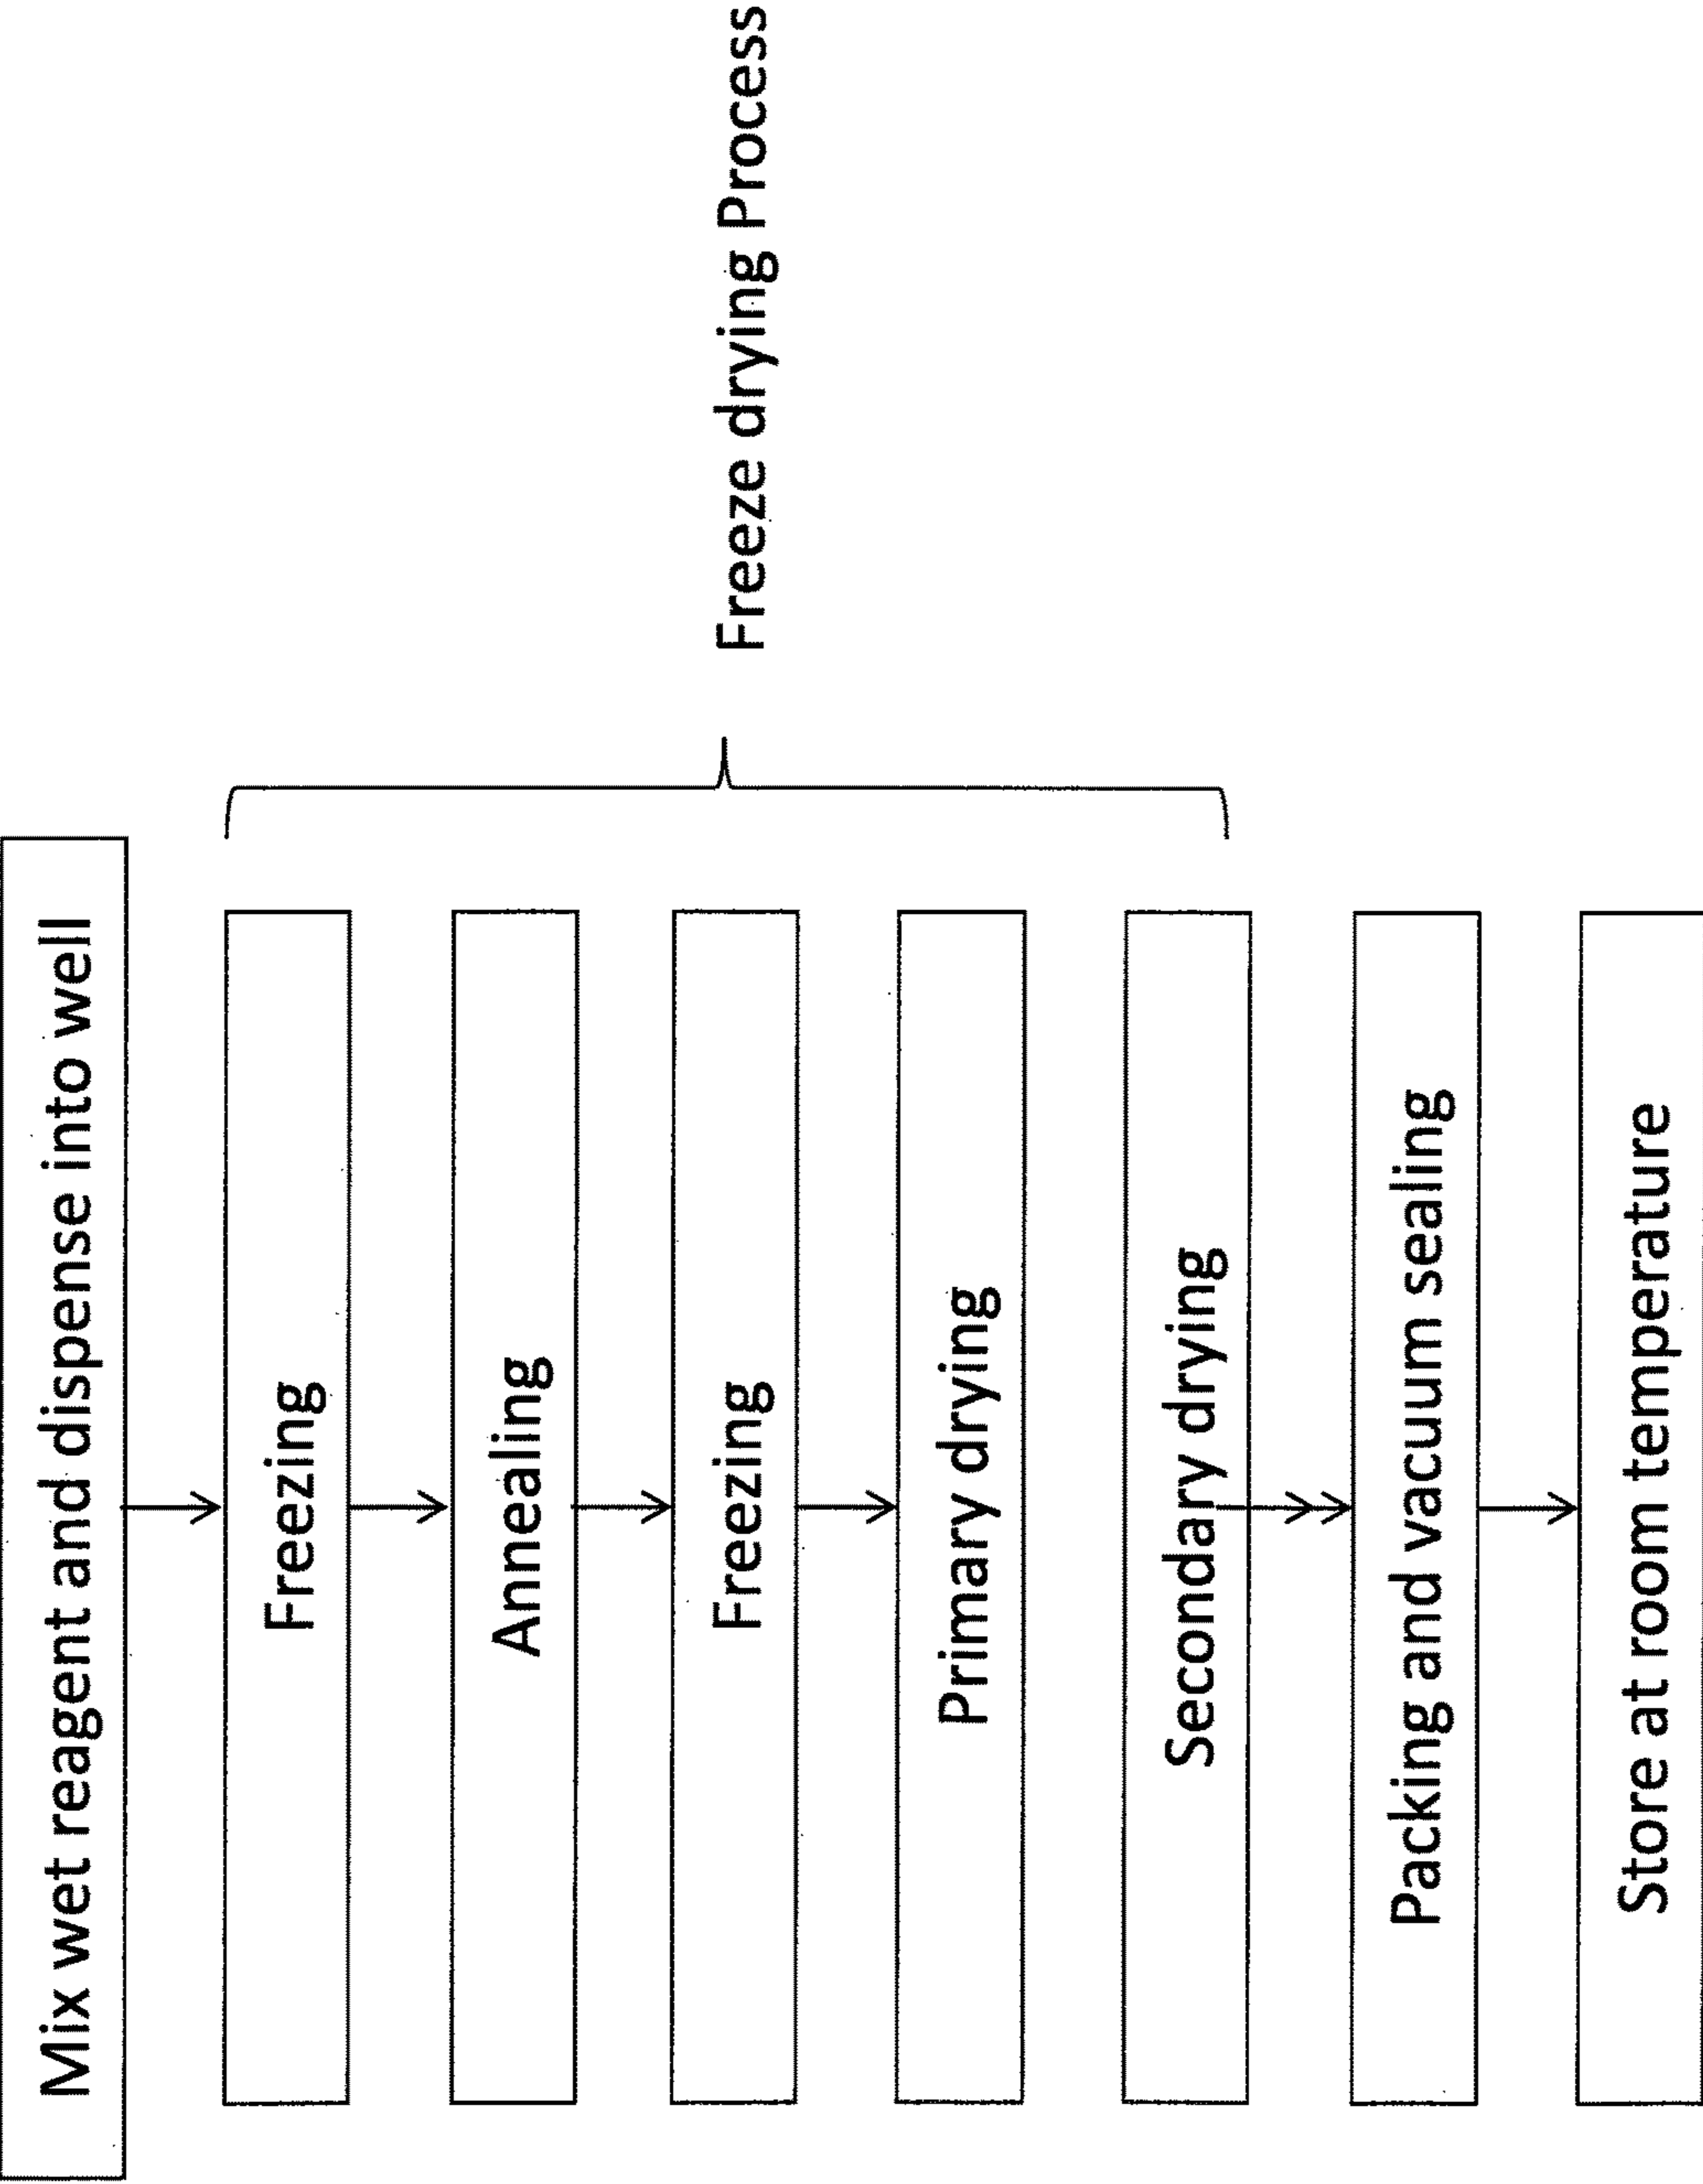 Mix wet reagent and dispense into well
Freezing
Annealing
Freezing
Primary drying
Secondary drying
Packing and vacuum sealing
Store at room temperature
Freeze drying Process